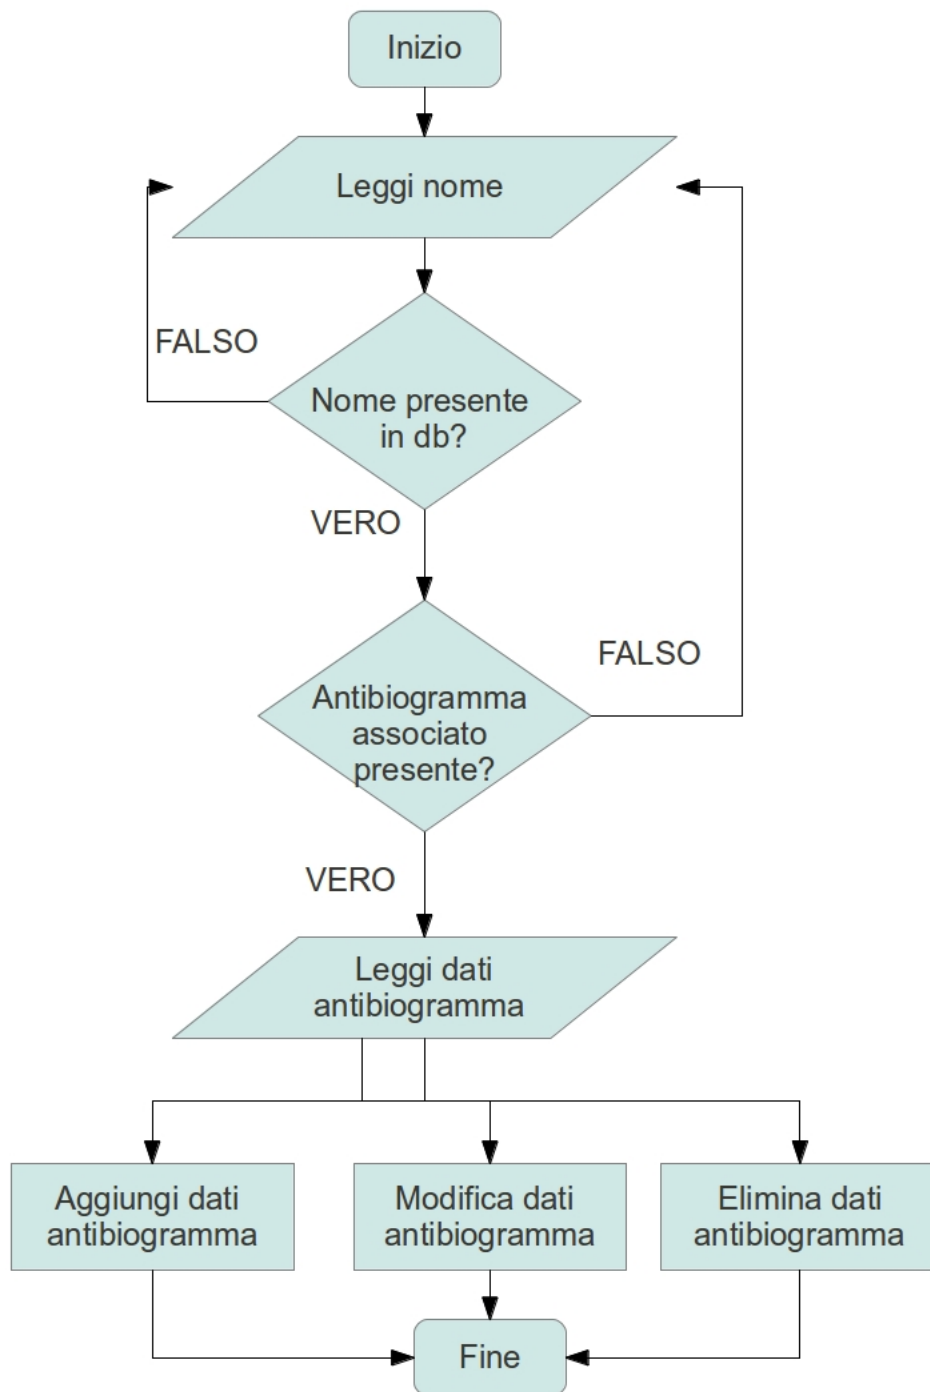 Inizio
Leggi nome
FALSO
Nome presente
in db?
VERO
FALSO
Antibiogramma
associato
presente?
VERO
Leggi dati
antibiogramma
Aggiungi dati
antibiogramma
Modifica dati
antibiogramma
Elimina dati
antibiogramma
Fine